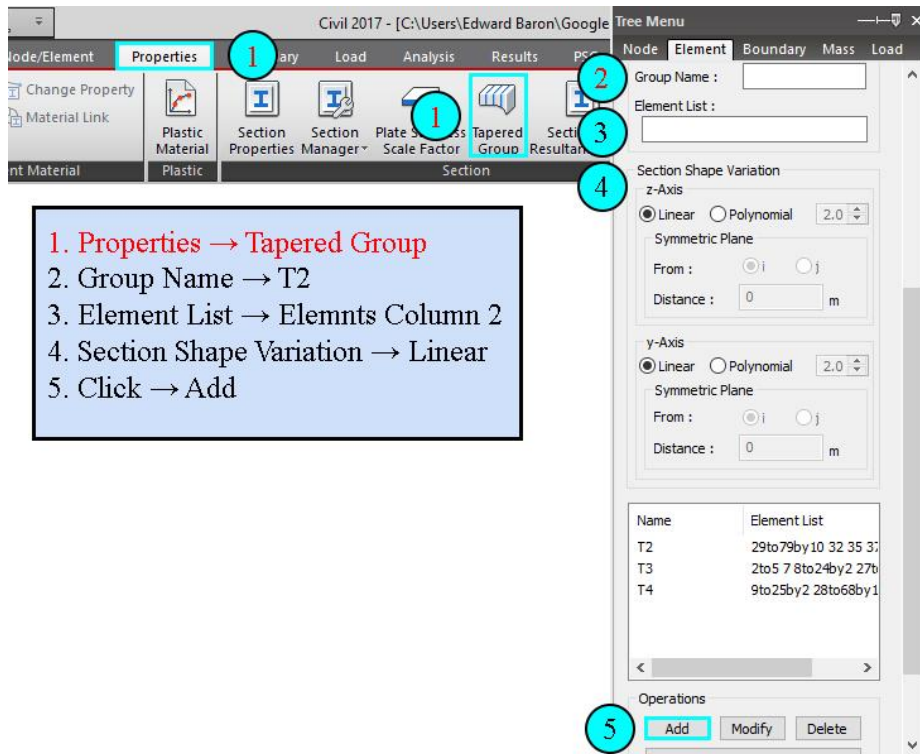 Civil 2017 - [C:\Users\Edward Baron\Google
Tree Menu
Node/Element Properties 1 ary Load Analysis Results
Node Element Boundary Mass Load
Change Property
Material Link
Plastic Material
Section Properties
Section Manager
1
Scale Factor
Tapered Group
Resultan
nt Material Plastic Section
2 Group Name :
Element List :
3
4 Section Shape Variation
z-Axis
Linear Polynomial 2.0
Symmetric Plane
From : i j
Distance : 0 m
y-Axis
Linear Polynomial 2.0
Symmetric Plane
From : i j
Distance : 0 m
1. Properties → Tapered Group
2. Group Name → T2
3. Element List → Elemnts Column 2
4. Section Shape Variation → Linear
5. Click → Add
Name Element List
T2 29to79by10 32 35 37
T3 2to5 7 8to24by2 27t
T4 9to25by2 28to68by1
Operations
5 Add Modify Delete